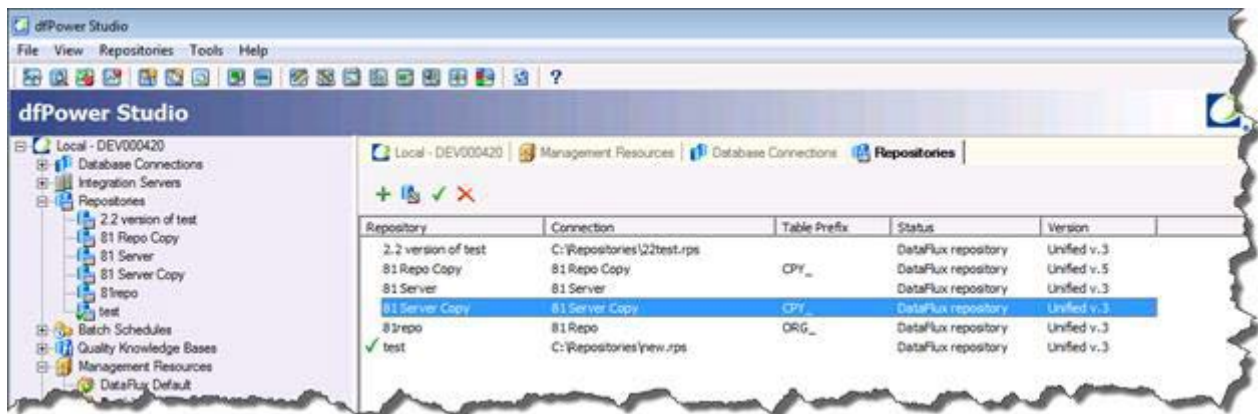 dfPower Studio
File View Repositories Tools Help
?
dfPower Studio
Local - DEV000420
Database Connections
Integration Servers
Repositories
2.2 version of test
81 Repo Copy
81 Server
81 Server Copy
81repo
test
Batch Schedules
Quality Knowledge Bases
Management Resources
DataFlux Default
Local - DEV000420 Management Resources Database Connections Repositories
Repository Connection Table Prefix Status Version
2.2 version of test C:\Repositories\22test.rps DataFlux repository Unified v.3
81 Repo Copy 81 Repo Copy CPY_ DataFlux repository Unified v.5
81 Server 81 Server DataFlux repository Unified v.3
81 Server Copy 81 Server Copy CPY_ DataFlux repository Unified v.3
81repo 81 Repo ORG_ DataFlux repository Unified v.3
test C:\Repositories\new.rps DataFlux repository Unified v.3